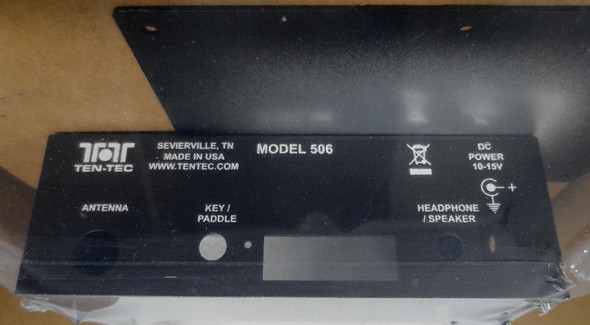 TEN-TEC
SEVIERVILLE, TN
MADE IN USA
WWW.TENTEC.COM
MODEL 506
DC
POWER
10-15V
+
ANTENNA
KEY /
PADDLE
HEADPHONE
/ SPEAKER